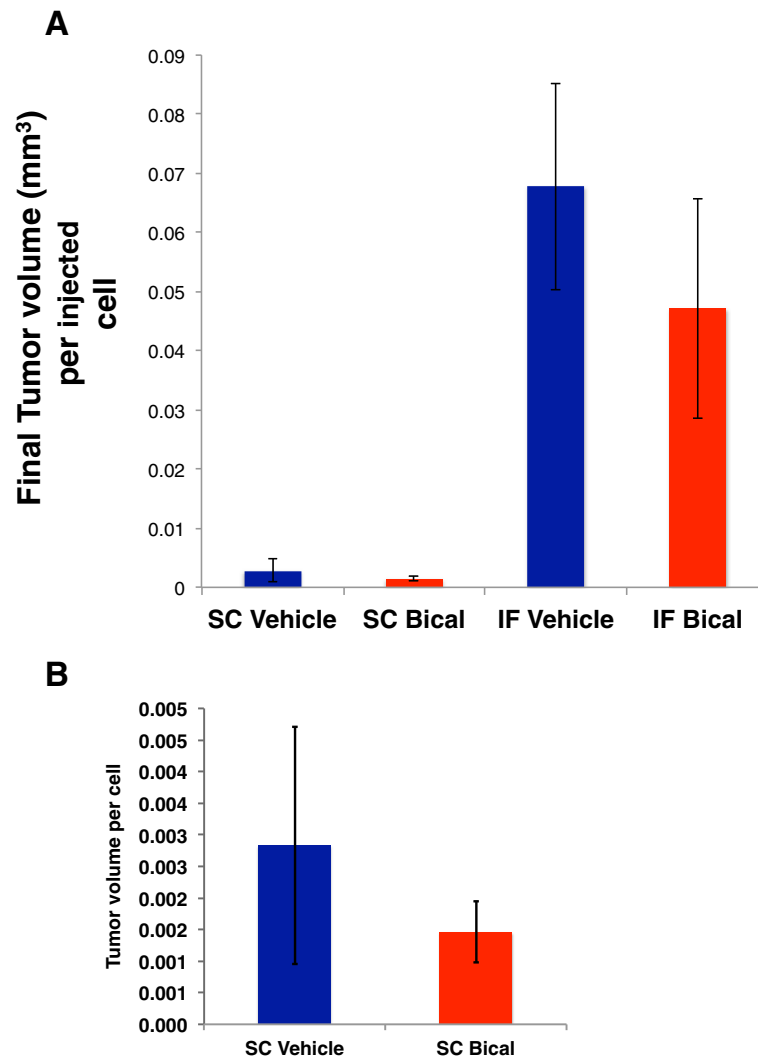 A
0.09
0.08
0.07
0.06
0.05
0.04
0.03
0.02
0.01
0
Final Tumor volume (mm³)
per injected
cell
SC Vehicle SC Bical IF Vehicle IF Bical
B
0.005
0.005
0.004
0.004
0.003
0.003
0.002
0.002
0.001
0.001
0.000
Tumor volume per cell
SC Vehicle SC Bical